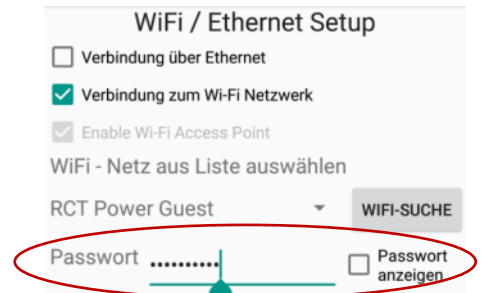 WiFi / Ethernet Setup
Verbindung über Ethernet
Verbindung zum Wi-Fi Netzwerk
Enable Wi-Fi Access Point
WiFi - Netz aus Liste auswählen
RCT Power Guest WIFI-SUCHE
Passwort •••••••••• Passwort
anzeigen